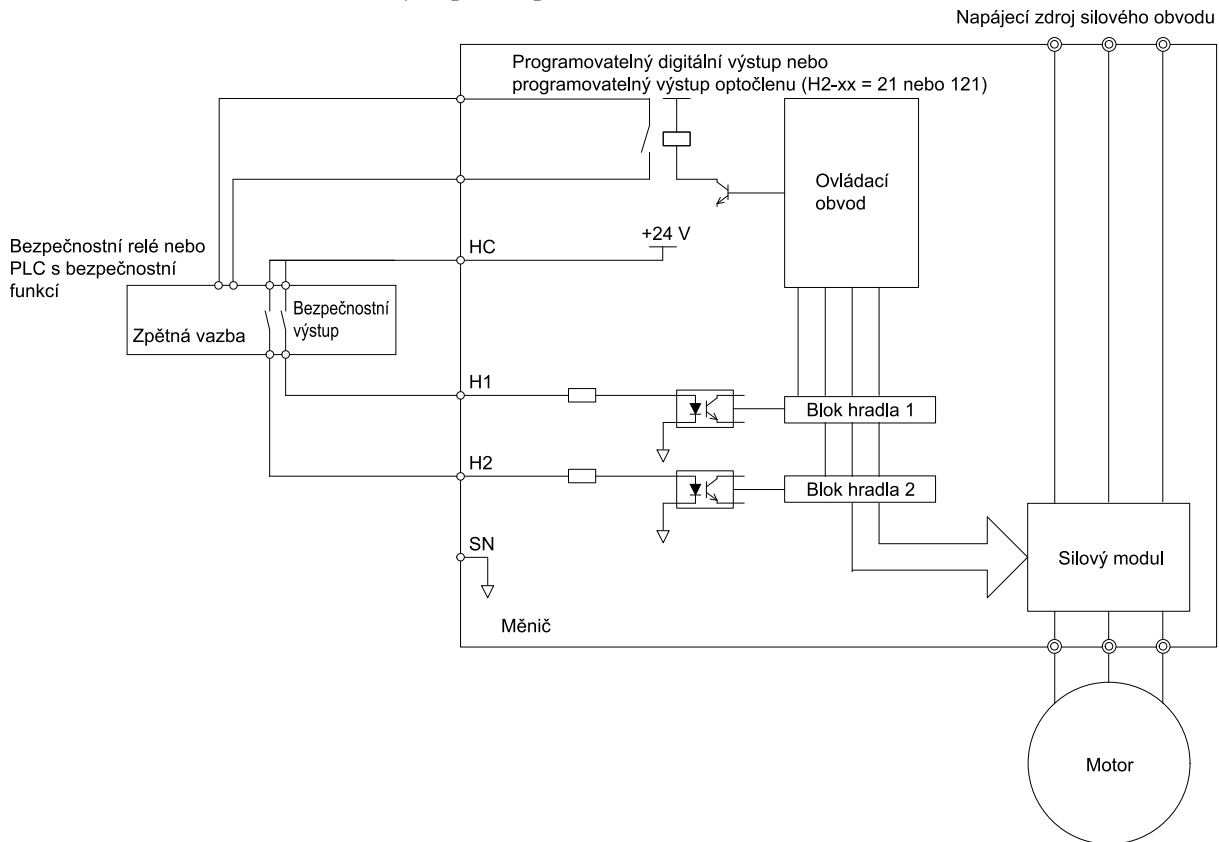 Napájecí zdroj silového obvodu
Programovatelný digitální výstup nebo
programovatelný výstup optočlenu (H2-xx = 21 nebo 121)
Ovládací
obvod
+24 V
HC
Bezpečnostní relé nebo
PLC s bezpečnostní
funkcí
Bezpečnostní
výstup
Zpětná vazba
H1
Blok hradla 1
H2
Blok hradla 2
SN
Silový modul
Měnič
Motor